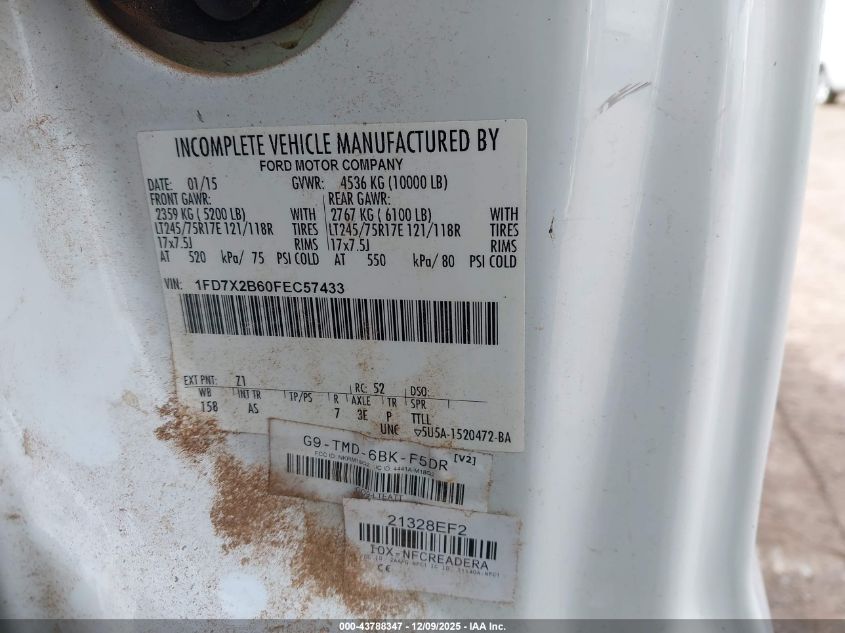 INCOMPLETE VEHICLE MANUFACTURED BY
FORD MOTOR COMPANY
DATE: 01/15 GVWR: 4536 KG (10000 LB)
FRONT GAWR: REAR GAWR:
2359 KG ( 5200 LB) WITH 2767 KG ( 6100 LB) WITH
LT245/75R17E 121/118R TIRES LT245/75R17E 121/118R TIRES
17x7.5J RIMS 17x7.5J RIMS
AT 520 kPa/ 75 PSI COLD AT 550 kPa/ 80 PSI COLD
VIN: 1FD7X2B60FEC57433
EXT PNT: Z1 RC: 52 DSO:
WB INT TR TP/PS R AXLE TR SPR
158 AS 7 3E P TTLL
UNC 5U5A-1520472-BA
G9-TMD-6BK-F5DR [V2]
21328EF2
IOX-NFCREADERA
CE
000-43788347 - 12/09/2025 - IAA Inc.